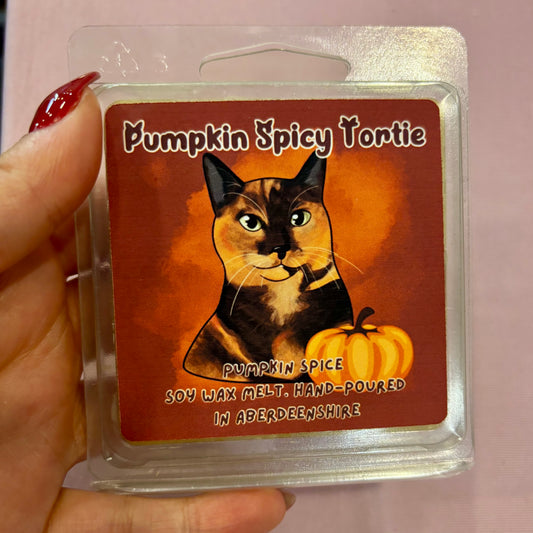 Pumpkin Spicy Tortie
PUMPKIN SPICE
SOY WAX MELT. HAND-POURED
IN ABERDEENSHIRE